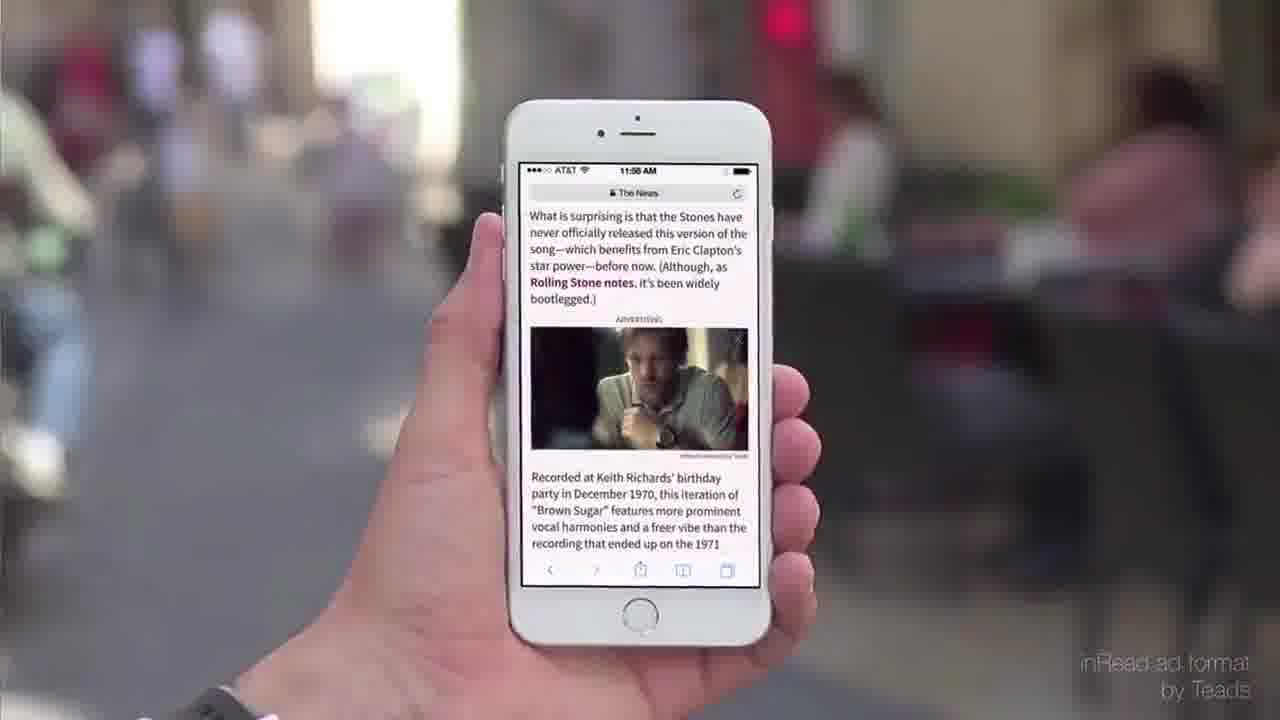 AT&T 11:56 AM
The News
What is surprising is that the Stones have
never officially released this version of the
song—which benefits from Eric Clapton's
star power—before now. (Although, as
Rolling Stone notes, it's been widely
bootlegged.)
ADVERTISING
Recorded at Keith Richards' birthday
party in December 1970, this iteration of
"Brown Sugar" features more prominent
vocal harmonies and a freer vibe than the
recording that ended up on the 1971
inRead ad format
by Teads